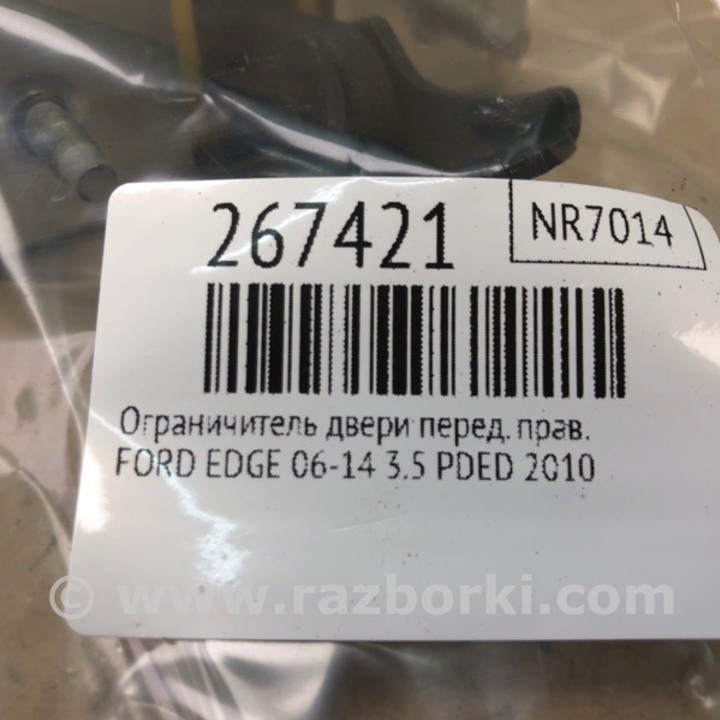 267421
NR7014
Ограничитель двери перед. прав.
FORD EDGE 06-14 3.5 PDED 2010
© www.razborki.com